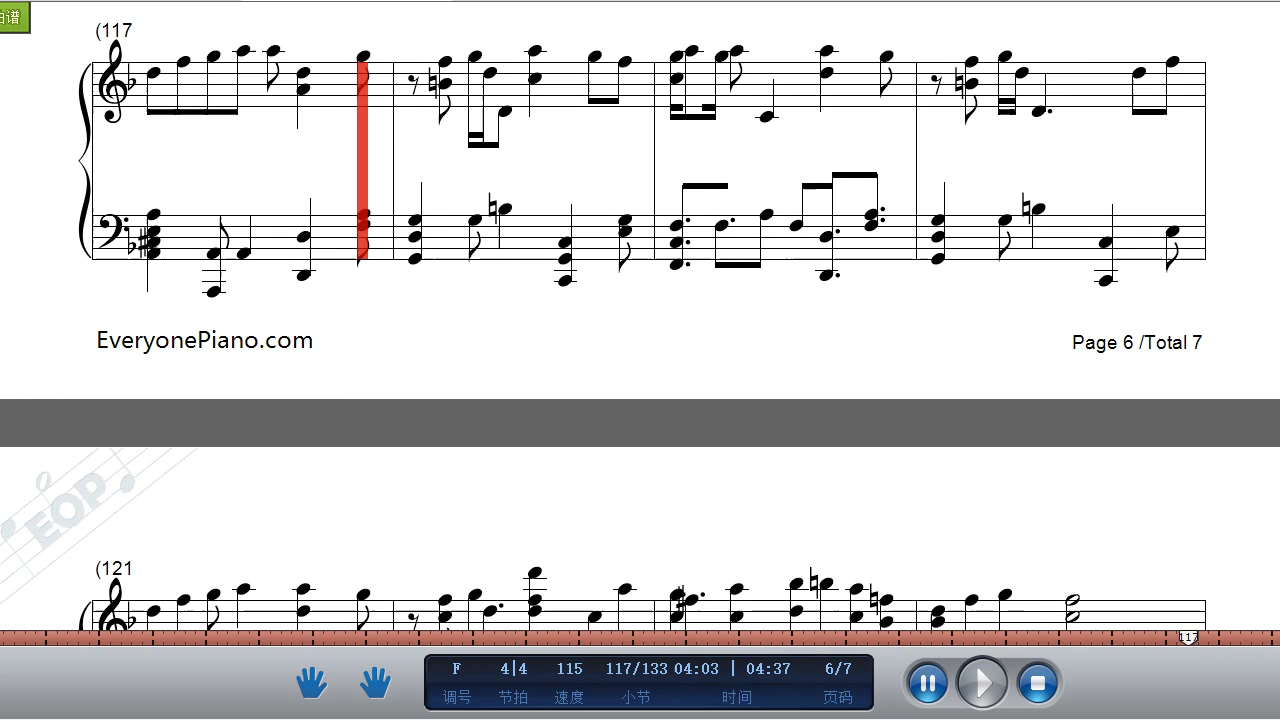 拍谱
(117
EveryonePiano.com
Page 6 /Total 7
EOP
(121
117
F 4|4 115 117/133 04:03 | 04:37 6/7
调号 节拍 速度 小节 时间 页码